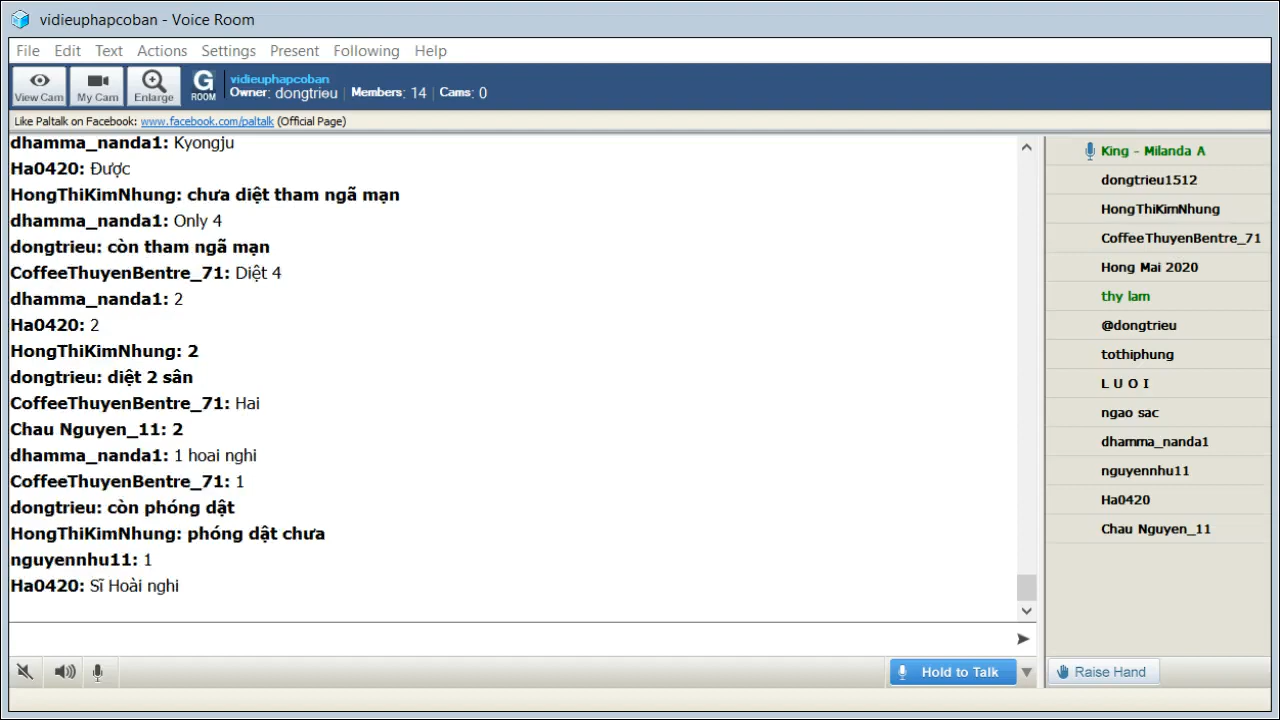 vidieuphapcoban - Voice Room
File Edit Text Actions Settings Present Following Help
View Cam My Cam Enlarge G ROOM vidieuphapcoban
Owner: dongtrieu | Members: 14 | Cams: 0
Like Paltalk on Facebook: www.facebook.com/paltalk (Official Page)
dhamma_nanda1: Kyongju
Ha0420: Được
HongThiKimNhung: chưa diệt tham ngã mạn
dhamma_nanda1: Only 4
dongtrieu: còn tham ngã mạn
CoffeeThuyenBentre_71: Diệt 4
dhamma_nanda1: 2
Ha0420: 2
HongThiKimNhung: 2
dongtrieu: diệt 2 sân
CoffeeThuyenBentre_71: Hai
Chau Nguyen_11: 2
dhamma_nanda1: 1 hoai nghi
CoffeeThuyenBentre_71: 1
dongtrieu: còn phóng dật
HongThiKimNhung: phóng dật chưa
nguyennhu11: 1
Ha0420: Sĩ Hoài nghi
King - Milanda A
dongtrieu1512
HongThiKimNhung
CoffeeThuyenBentre_71
Hong Mai 2020
thy lam
@dongtrieu
tothiphung
L U O I
ngao sac
dhamma_nanda1
nguyennhu11
Ha0420
Chau Nguyen_11
Hold to Talk
Raise Hand